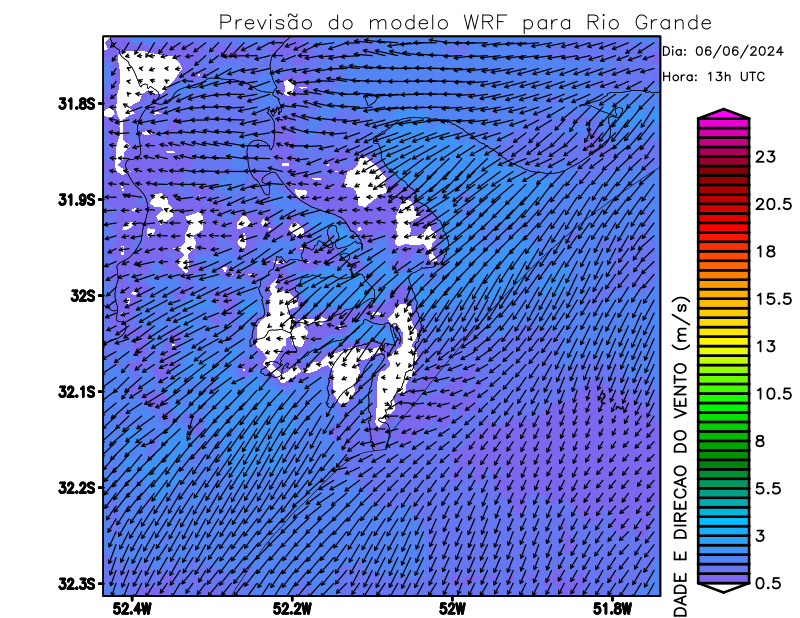 Previsão do modelo WRF para Rio Grande
Dia: 06/06/2024
Hora: 13h UTC
31.8S
31.9S
32S
32.1S
32.2S
32.3S
52.4W
52.2W
52W
51.8W
23
20.5
18
15.5
13
10.5
8
5.5
3
0.5
DADE E DIRECAO DO VENTO (m/s)